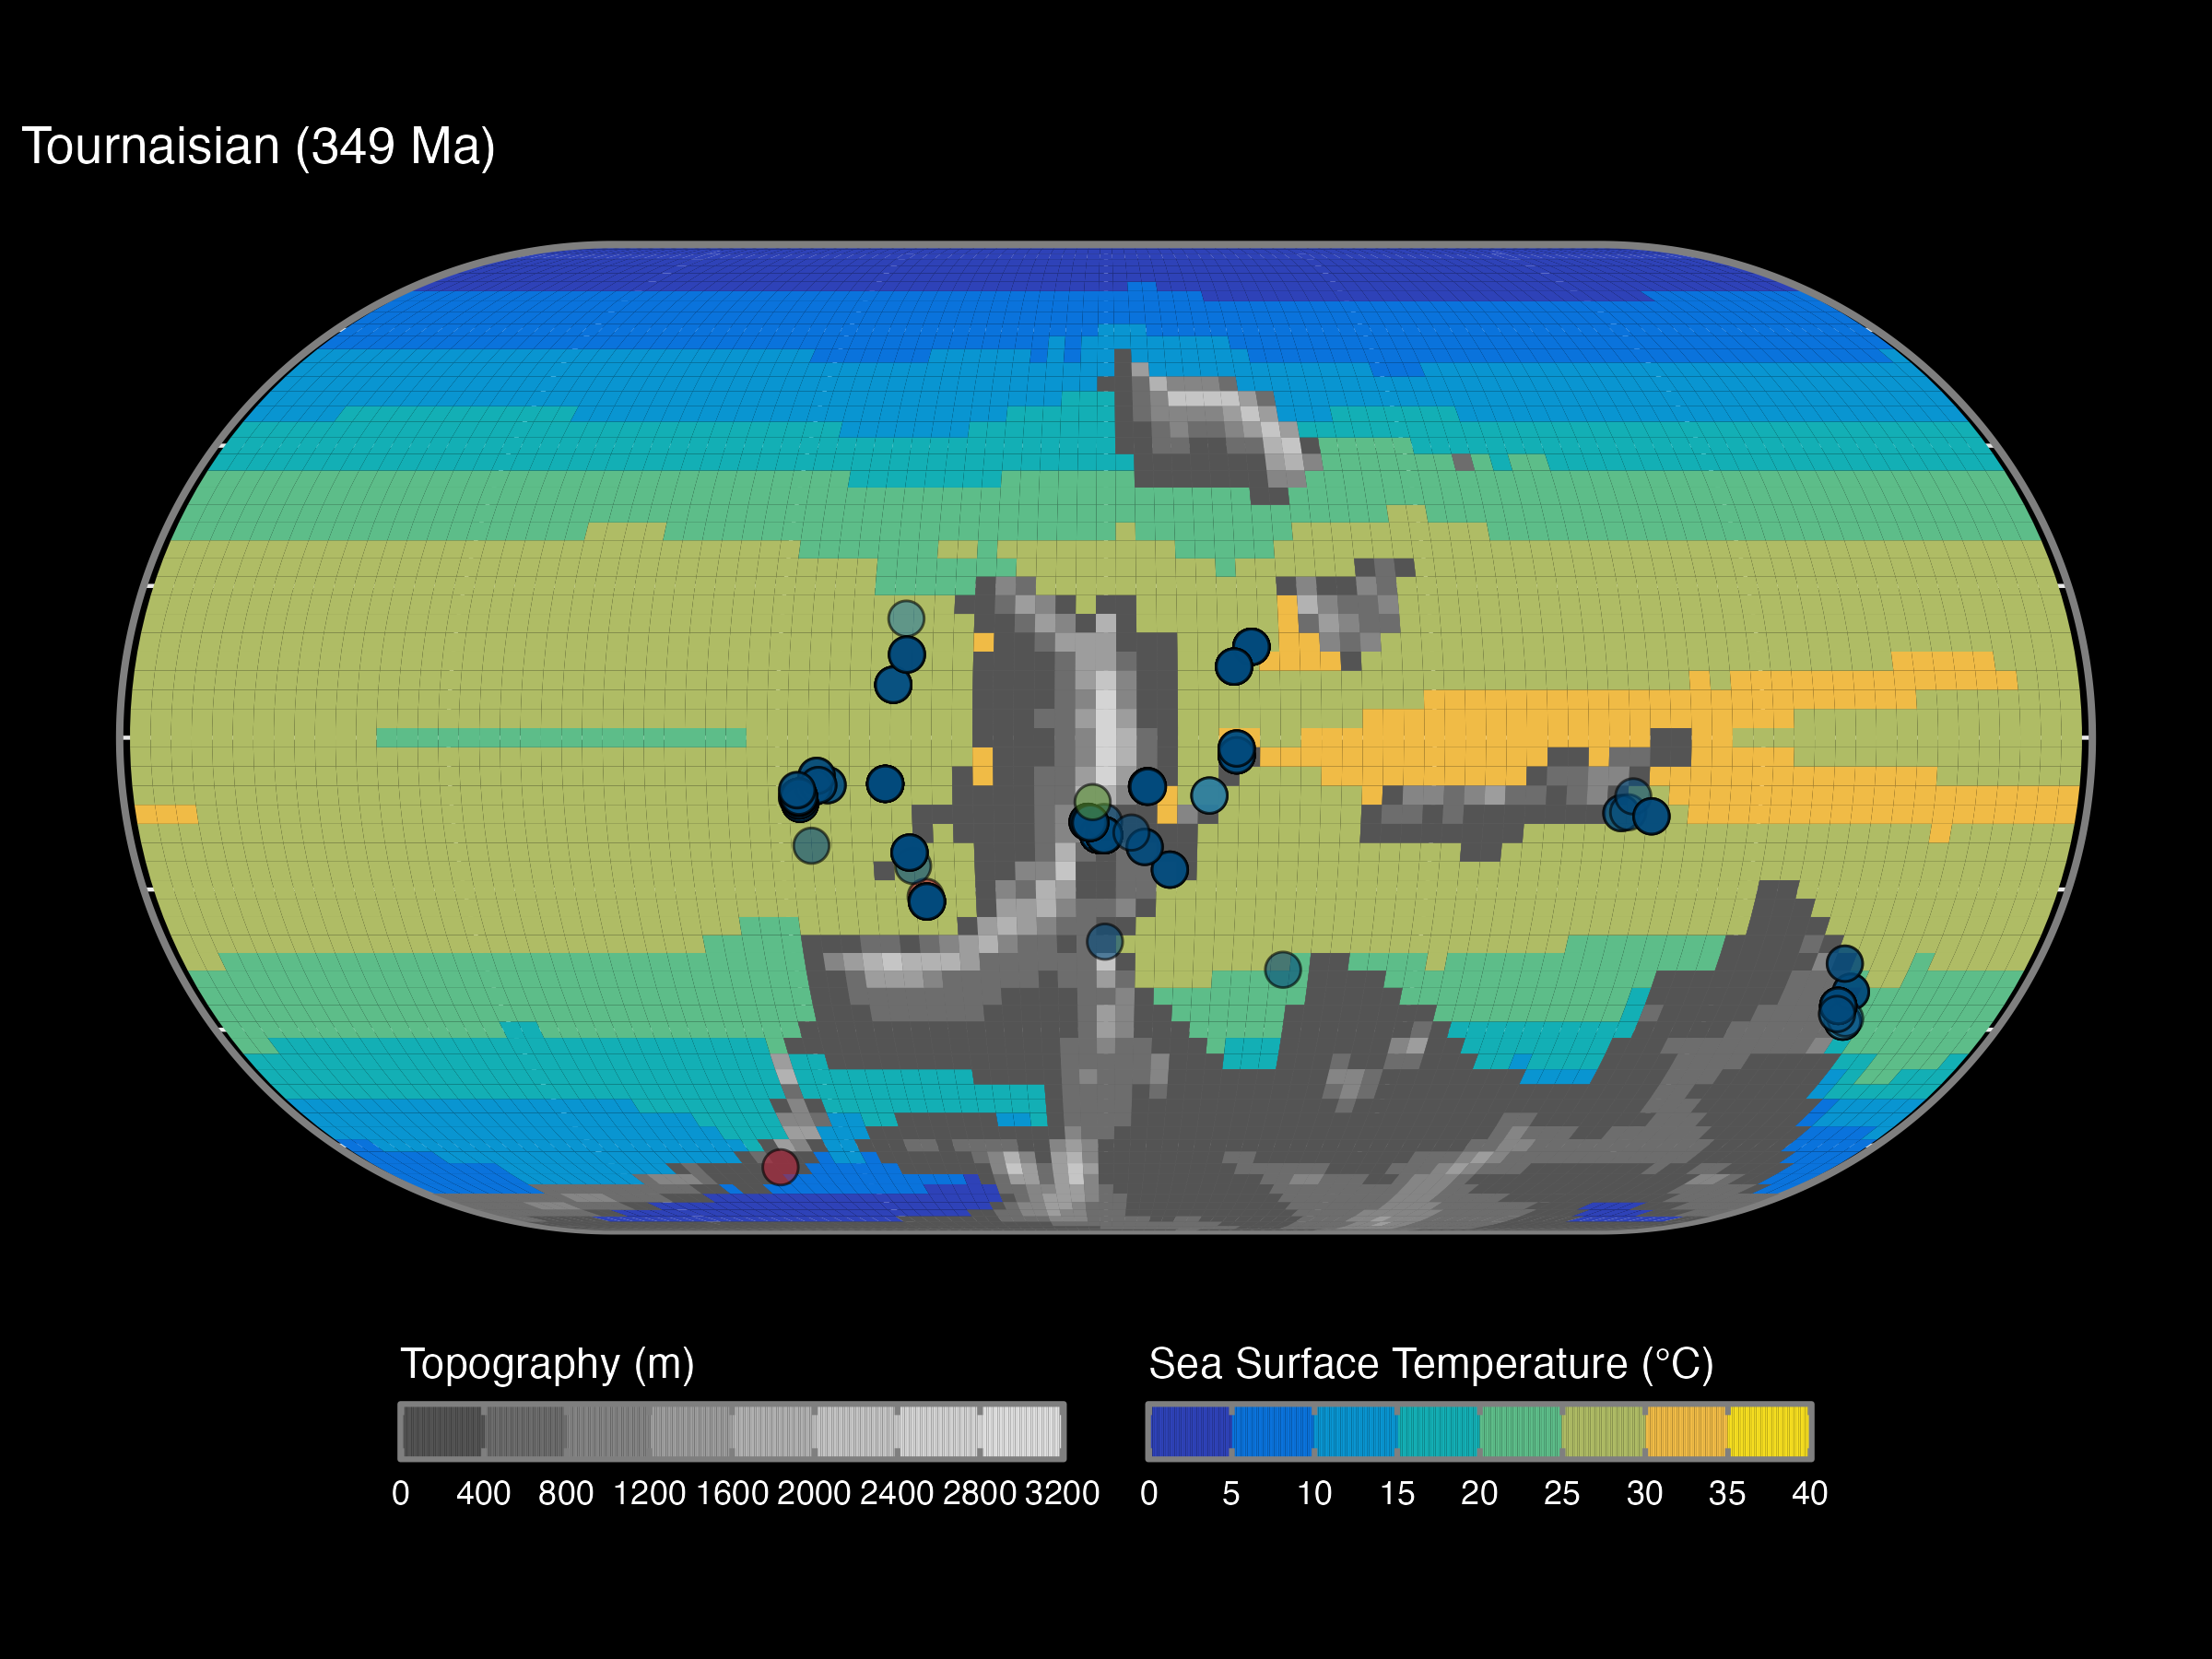 Tournaisian (349 Ma)
Topography (m)
0 400 800 1200 1600 2000 2400 2800 3200
Sea Surface Temperature (°C)
0 5 10 15 20 25 30 35 40